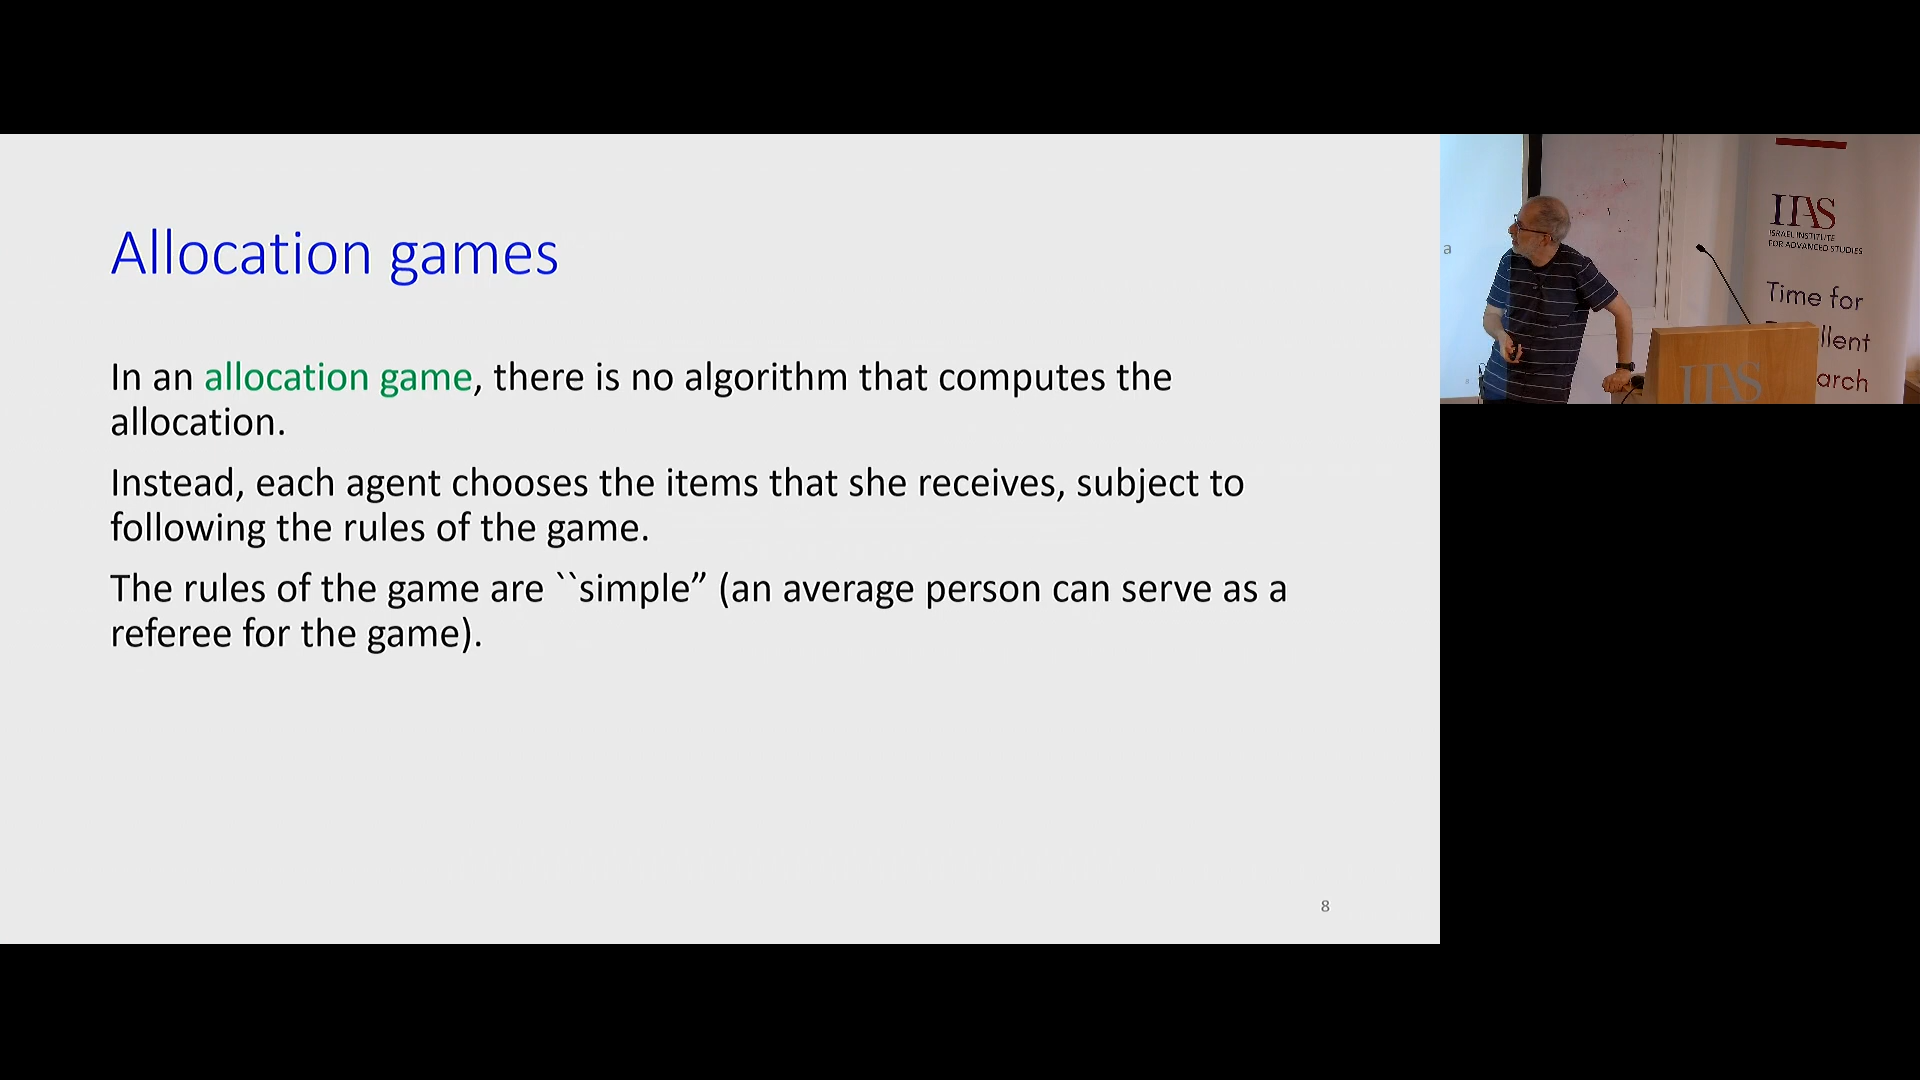 Allocation games
In an allocation game, there is no algorithm that computes the
allocation.
Instead, each agent chooses the items that she receives, subject to
following the rules of the game.
The rules of the game are ``simple” (an average person can serve as a
referee for the game).
8
a
IIAS
ISRAEL INSTITUTE
FOR ADVANCED STUDIES
Time for
llent
arch
IIAS